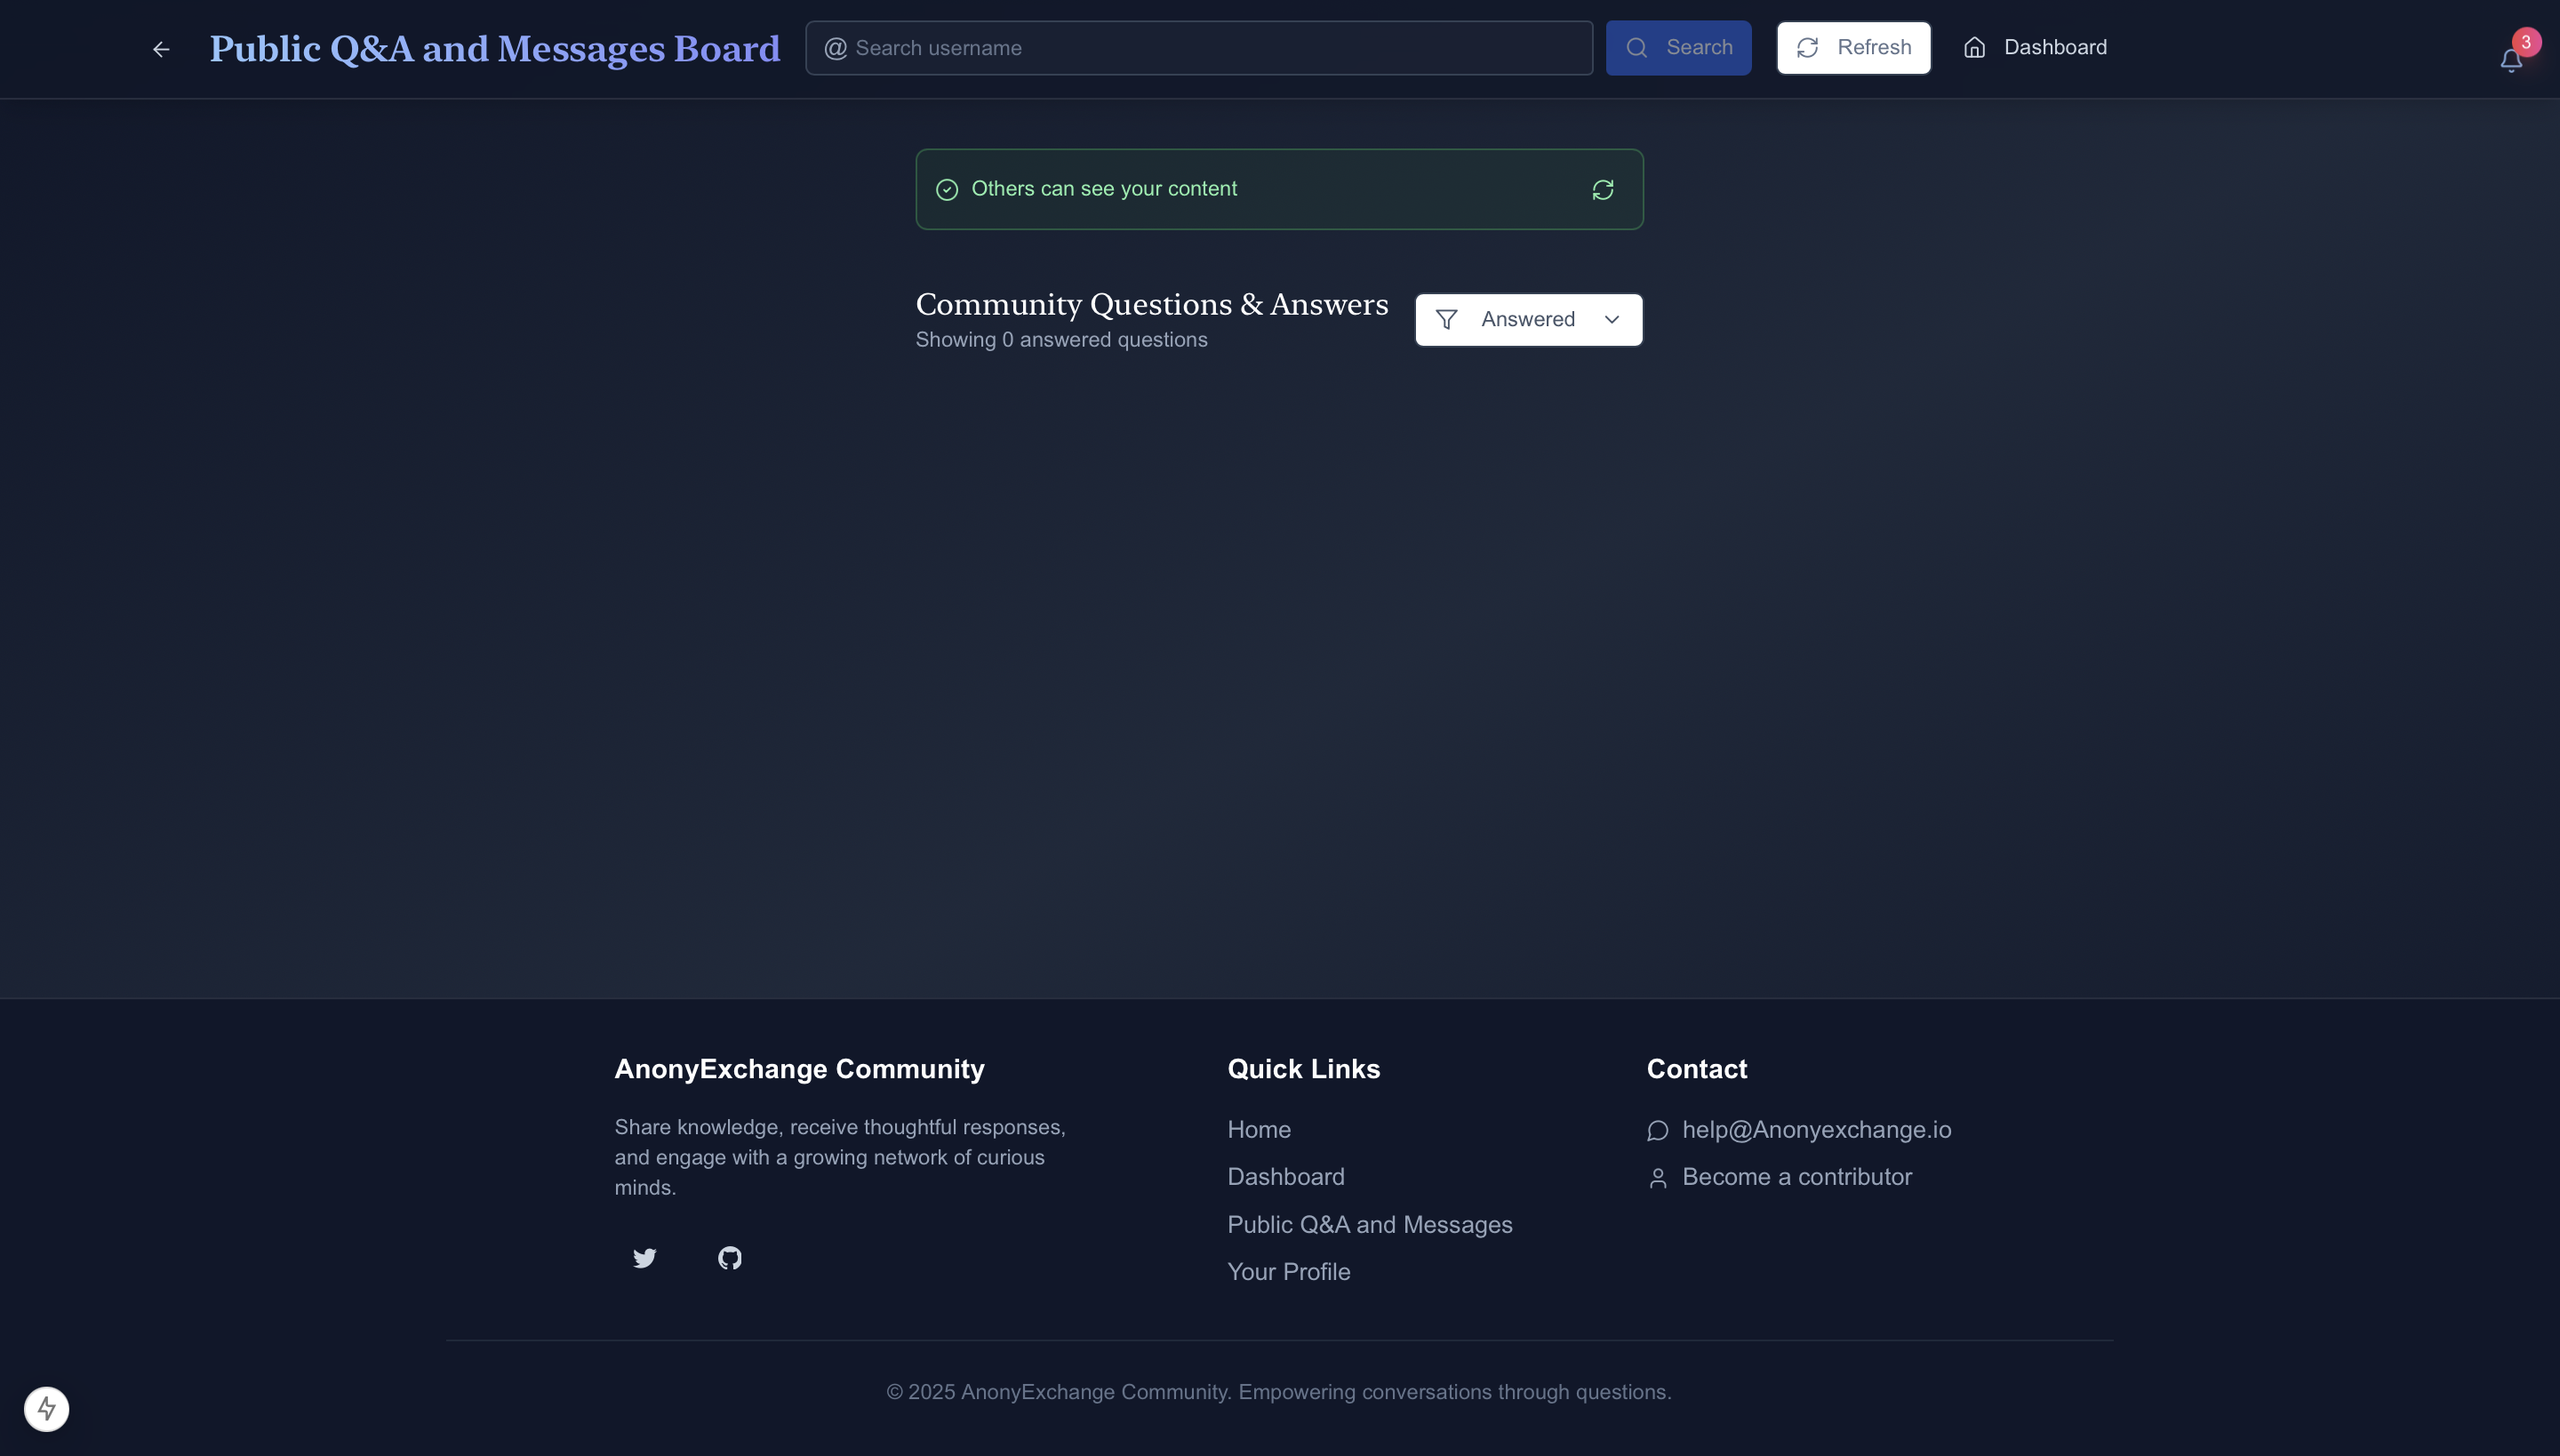 Public Q&A and Messages Board
@ Search username
Search
Refresh
Dashboard
3
Others can see your content
Community Questions & Answers
Showing 0 answered questions
Answered
AnonyExchange Community
Share knowledge, receive thoughtful responses,
and engage with a growing network of curious
minds.
Quick Links
Home
Dashboard
Public Q&A and Messages
Your Profile
Contact
help@Anonyexchange.io
Become a contributor
© 2025 AnonyExchange Community. Empowering conversations through questions.